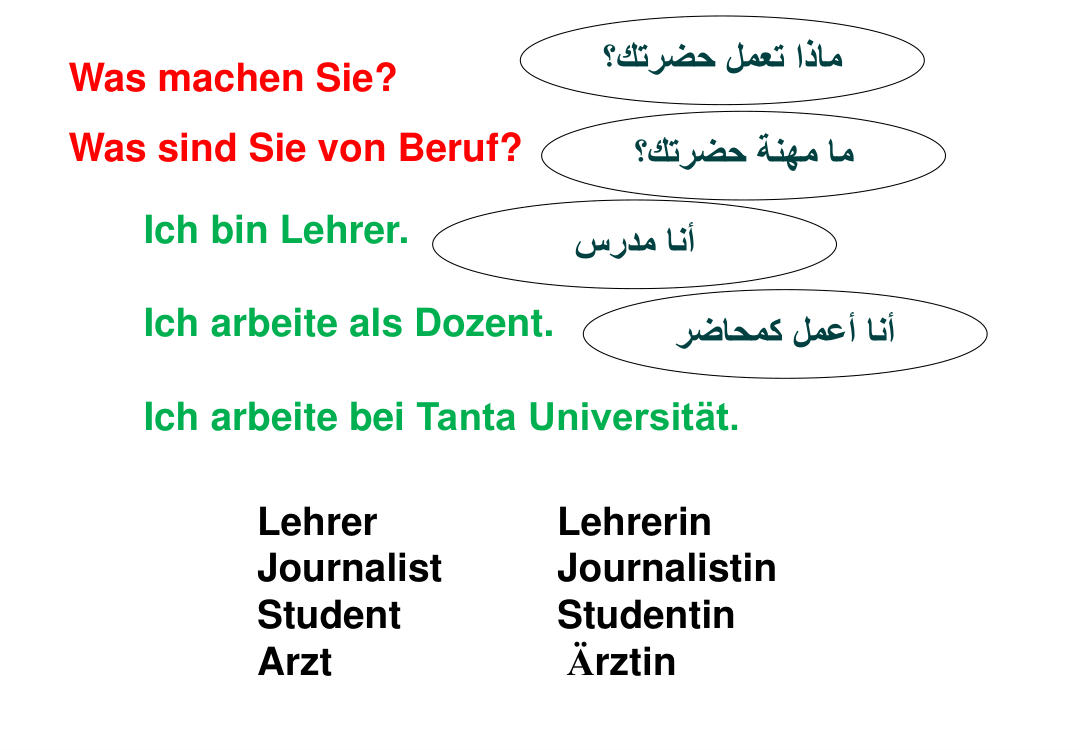 Was machen Sie?
ماذا تعمل حضرتك؟
Was sind Sie von Beruf?
ما مهنة حضرتك؟
Ich bin Lehrer.
أنا مدرس
Ich arbeite als Dozent.
أنا أعمل كمحاضر
Ich arbeite bei Tanta Universität.
Lehrer Lehrerin
Journalist Journalistin
Student Studentin
Arzt Ärztin